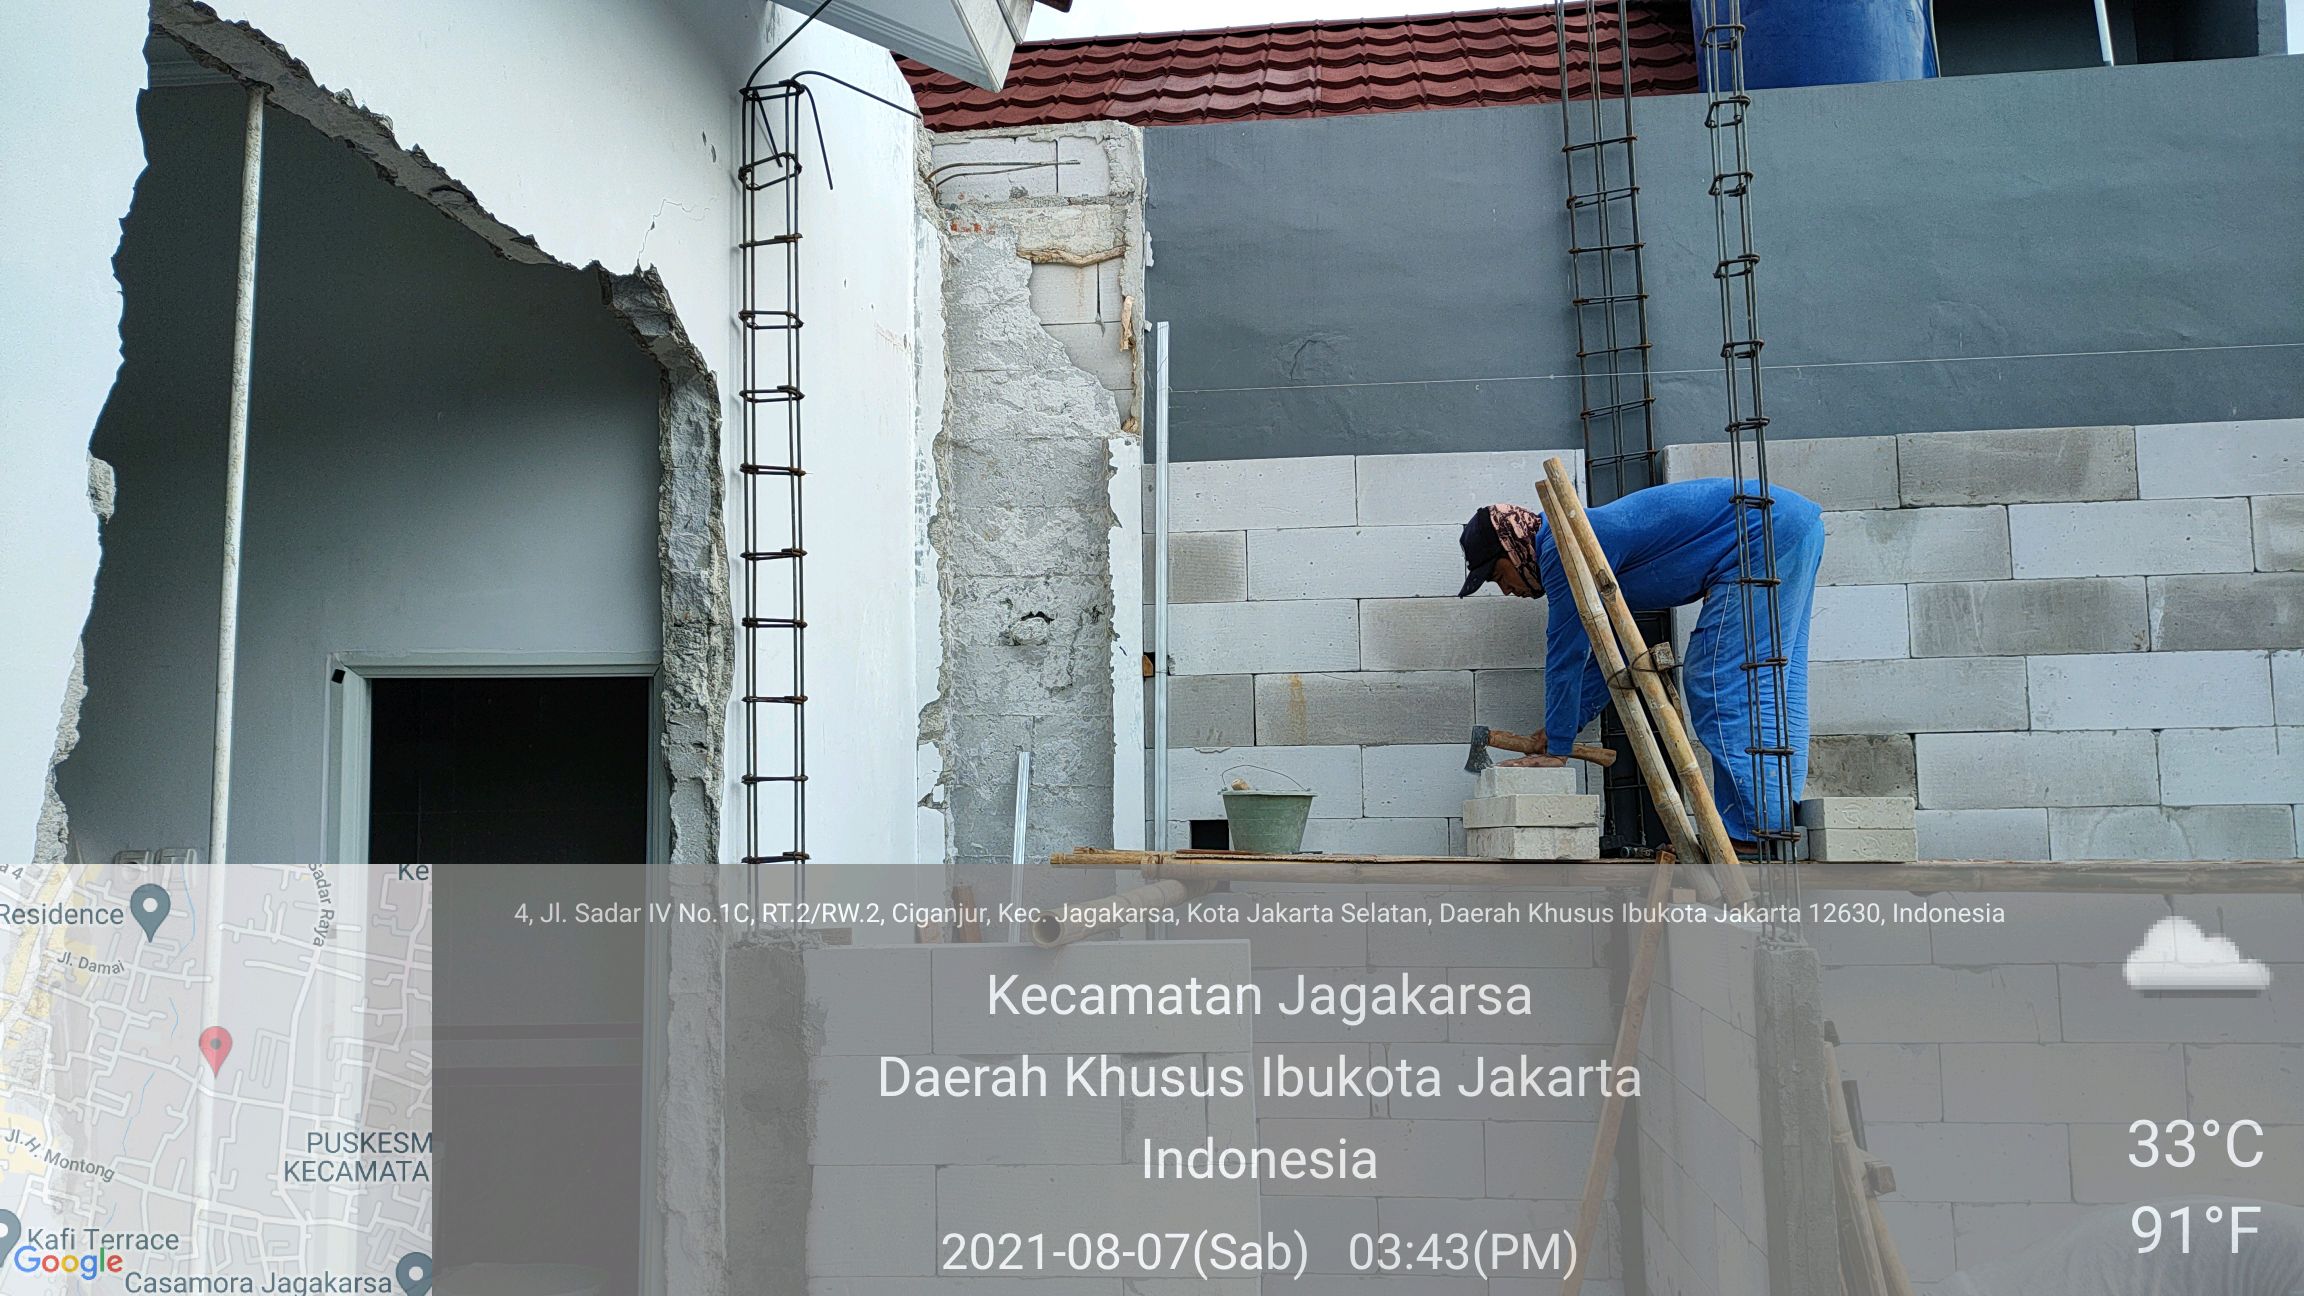 4, Jl. Sadar IV No.1C, RT.2/RW.2, Ciganjur, Kec. Jagakarsa, Kota Jakarta Selatan, Daerah Khusus Ibukota Jakarta 12630, Indonesia
Kecamatan Jagakarsa
Daerah Khusus Ibukota Jakarta
Indonesia
2021-08-07(Sab) 03:43(PM)
33°C
91°F
a 4
Ke
Sadar Raya
Residence
Jl. Damai
Jl. H. Montong
PUSKESM
KECAMATA
Kafi Terrace
Google
Casamora Jagakarsa